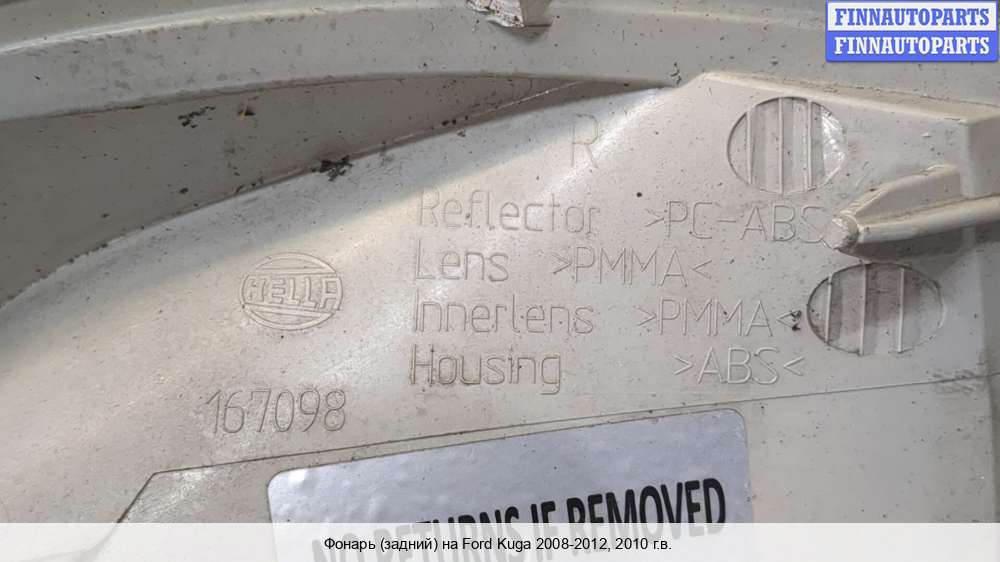 FINNAUTOPARTS
FINNAUTOPARTS
R
Reflector >PC-ABS
Lens >PMMA<
Innerlens >PMMA<
Housing >ABS<
HELLA
167098
NO RETURNS IF REMOVED
Фонарь (задний) на Ford Kuga 2008-2012, 2010 г.в.